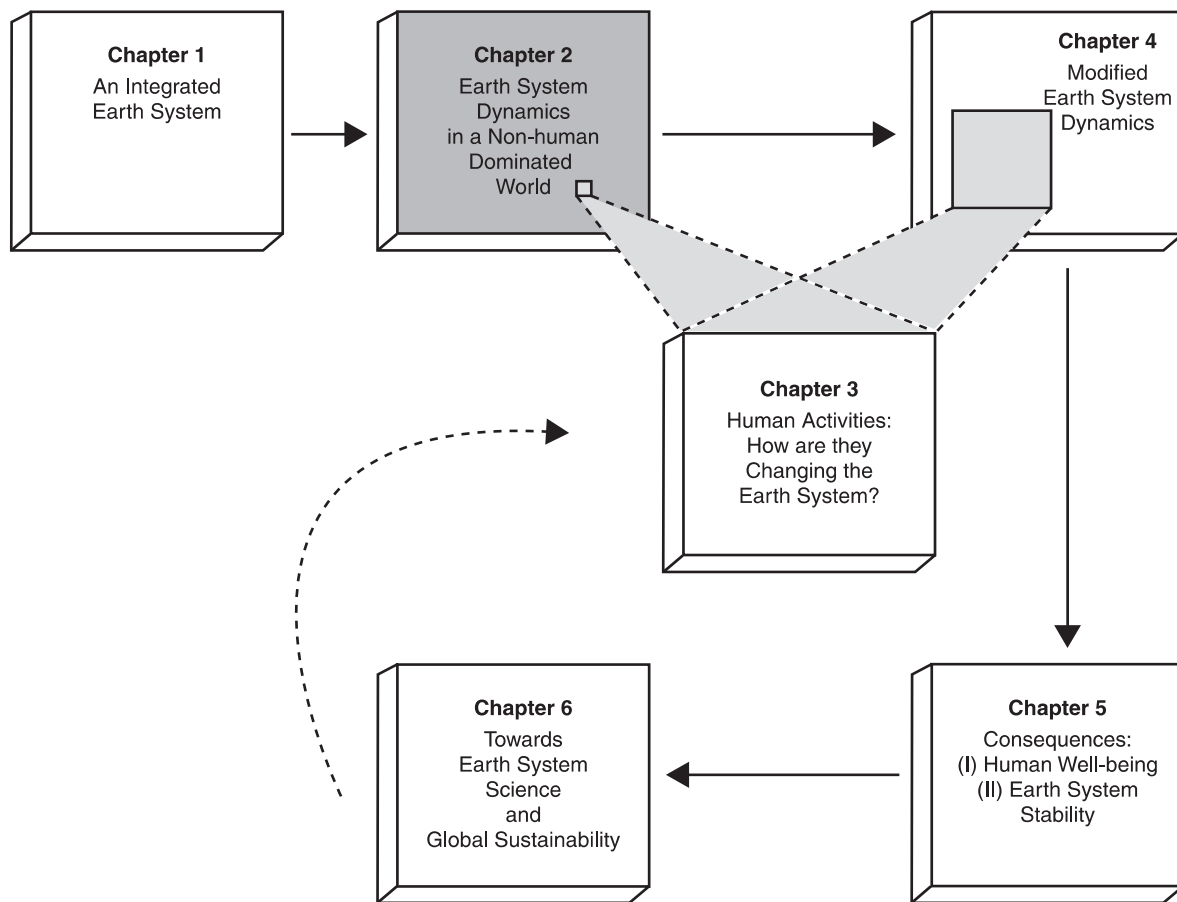 Chapter 1
An Integrated
Earth System
Chapter 2
Earth System
Dynamics
in a Non-human
Dominated
World
Chapter 4
Modified
Earth System
Dynamics
Chapter 3
Human Activities:
How are they
Changing the
Earth System?
Chapter 6
Towards
Earth System
Science
and
Global Sustainability
Chapter 5
Consequences:
(I) Human Well-being
(II) Earth System
Stability